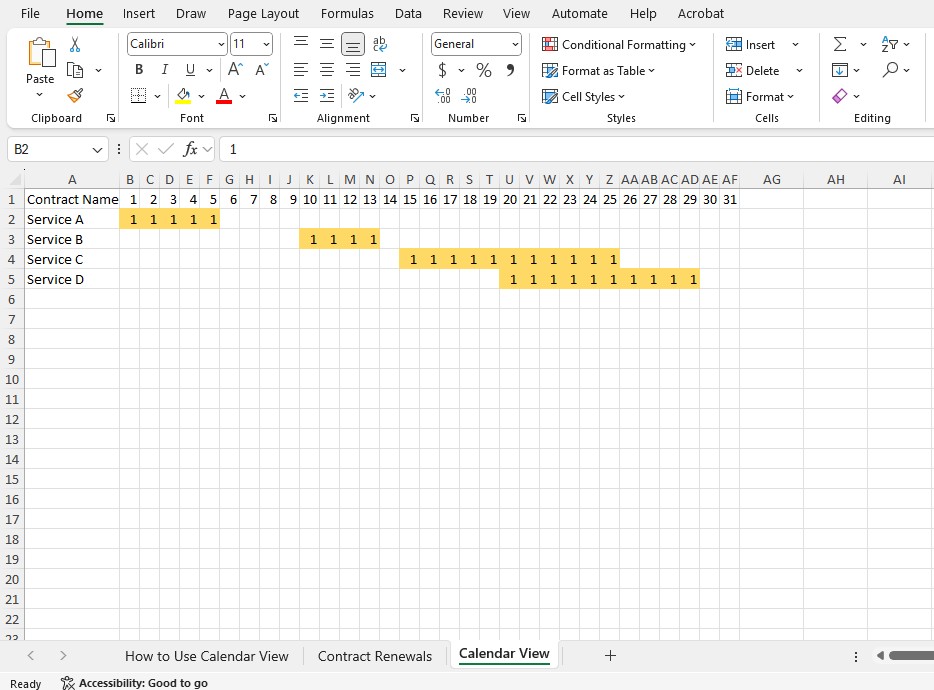 File Home Insert Draw Page Layout Formulas Data Review View Automate Help Acrobat
Paste
Clipboard
Calibri 11
B I U A A
A
Font
ab c
Alignment
General
$ % 9
.00 .00
Number
Conditional Formatting
Format as Table
Cell Styles
Styles
Insert
Delete
Format
Cells
Editing
B2 fx 1
A B C D E F G H I J K L M N O P Q R S T U V W X Y Z AA AB AC AD AE AF AG AH AI
1 Contract Name 1 2 3 4 5 6 7 8 9 10 11 12 13 14 15 16 17 18 19 20 21 22 23 24 25 26 27 28 29 30 31
2 Service A 1 1 1 1 1
3 Service B 1 1 1 1
4 Service C 1 1 1 1 1 1 1 1 1 1 1
5 Service D 1 1 1 1 1 1 1 1 1 1
6
7
8
9
10
11
12
13
14
15
16
17
18
19
20
21
22
23
How to Use Calendar View Contract Renewals Calendar View +
Ready Accessibility: Good to go